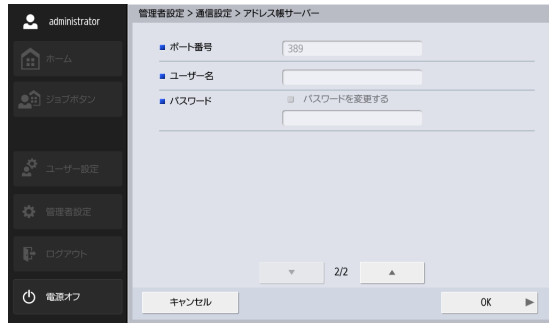 administrator
ホーム
ジョブボタン
ユーザー設定
管理者設定
ログアウト
電源オフ
管理者設定 > 通信設定 > アドレス帳サーバー
ポート番号 389
ユーザー名
パスワード パスワードを変更する
▼ 2/2 ▲
キャンセル OK ▶